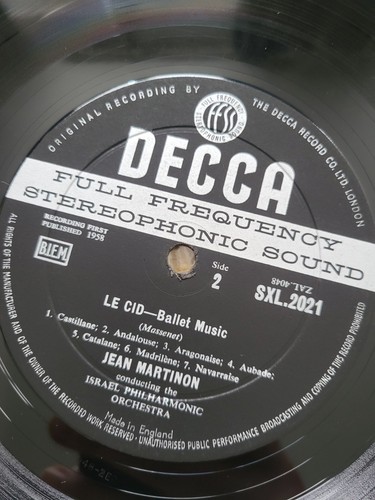 ORIGINAL RECORDING BY
THE DECCA RECORD CO. LTD. LONDON
FULL FREQUENCY
FFSS
STEREOPHONIC SOUND
DECCA
FULL FREQUENCY
STEREOPHONIC SOUND
RECORDING FIRST
PUBLISHED 1958
BIEM
Side
2
ZAL-4048
SXL.2021
LE CID—Ballet Music
(Massenet)
1. Castillane; 2. Andalouse; 3. Aragonaise; 4. Aubade;
5. Catalane; 6. Madrilène; 7. Navarraise
JEAN MARTINON
conducting the
ISRAEL PHILHARMONIC
ORCHESTRA
Made in England
ALL RIGHTS OF THE MANUFACTURER AND OF THE OWNER OF THE RECORDED WORK RESERVED · UNAUTHORISED PUBLIC PERFORMANCE BROADCASTING AND COPYING OF THIS RECORD PROHIBITED